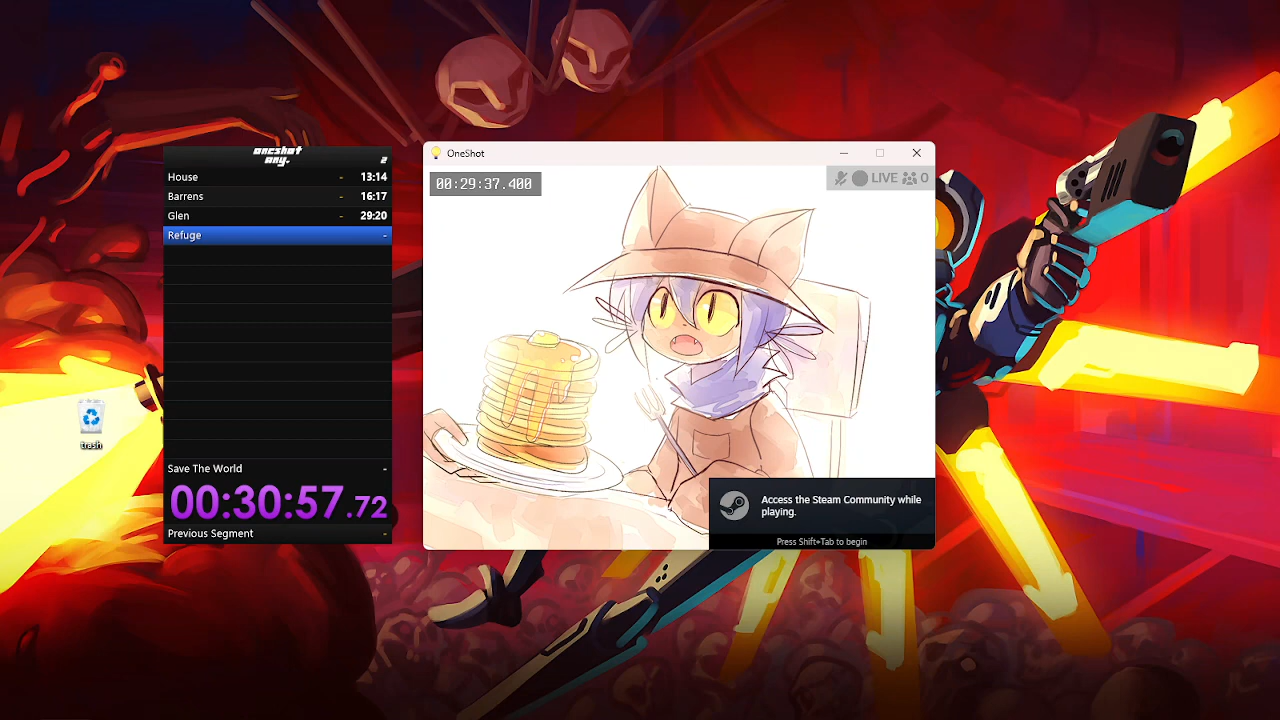 oneshot
any.
2
House - 13:14
Barrens - 16:17
Glen - 29:20
Refuge -
Save The World -
00:30:57.72
Previous Segment -
trash
OneShot
00:29:37.400
LIVE 0
Access the Steam Community while
playing.
Press Shift+Tab to begin